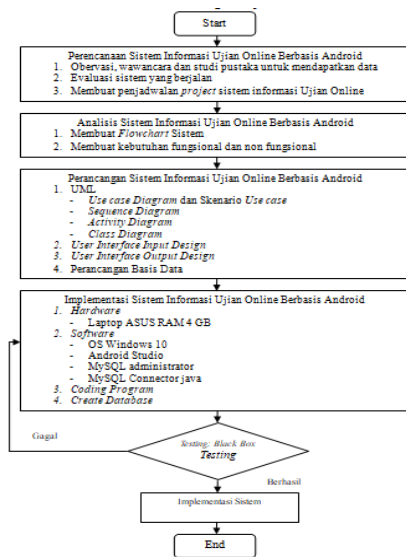 Start
Perencanaan Sistem Informasi Ujian Online Berbasis Android
1. Obervasi, wawancara dan studi pustaka untuk mendapatkan data
2. Evaluasi sistem yang berjalan
3. Membuat penjadwalan project sistem informasi Ujian Online
Analisis Sistem Informasi Ujian Online Berbasis Android
1. Membuat Flowchart Sistem
2. Membuat kebutuhan fungsional dan non fungsional
Perancangan Sistem Informasi Ujian Online Berbasis Android
1. UML
- Use case Diagram dan Skenario Use case
- Sequence Diagram
- Activity Diagram
- Class Diagram
2. User Interface Input Design
3. User Interface Output Design
4. Perancangan Basis Data
Implementasi Sistem Informasi Ujian Online Berbasis Android
1. Hardware
- Laptop ASUS RAM 4 GB
2. Software
- OS Windows 10
- Android Studio
- MySQL administrator
- MySQL Connector java
3. Coding Program
4. Create Database
Gagal
Testing: Black Box
Testing
Berhasil
Implementasi Sistem
End